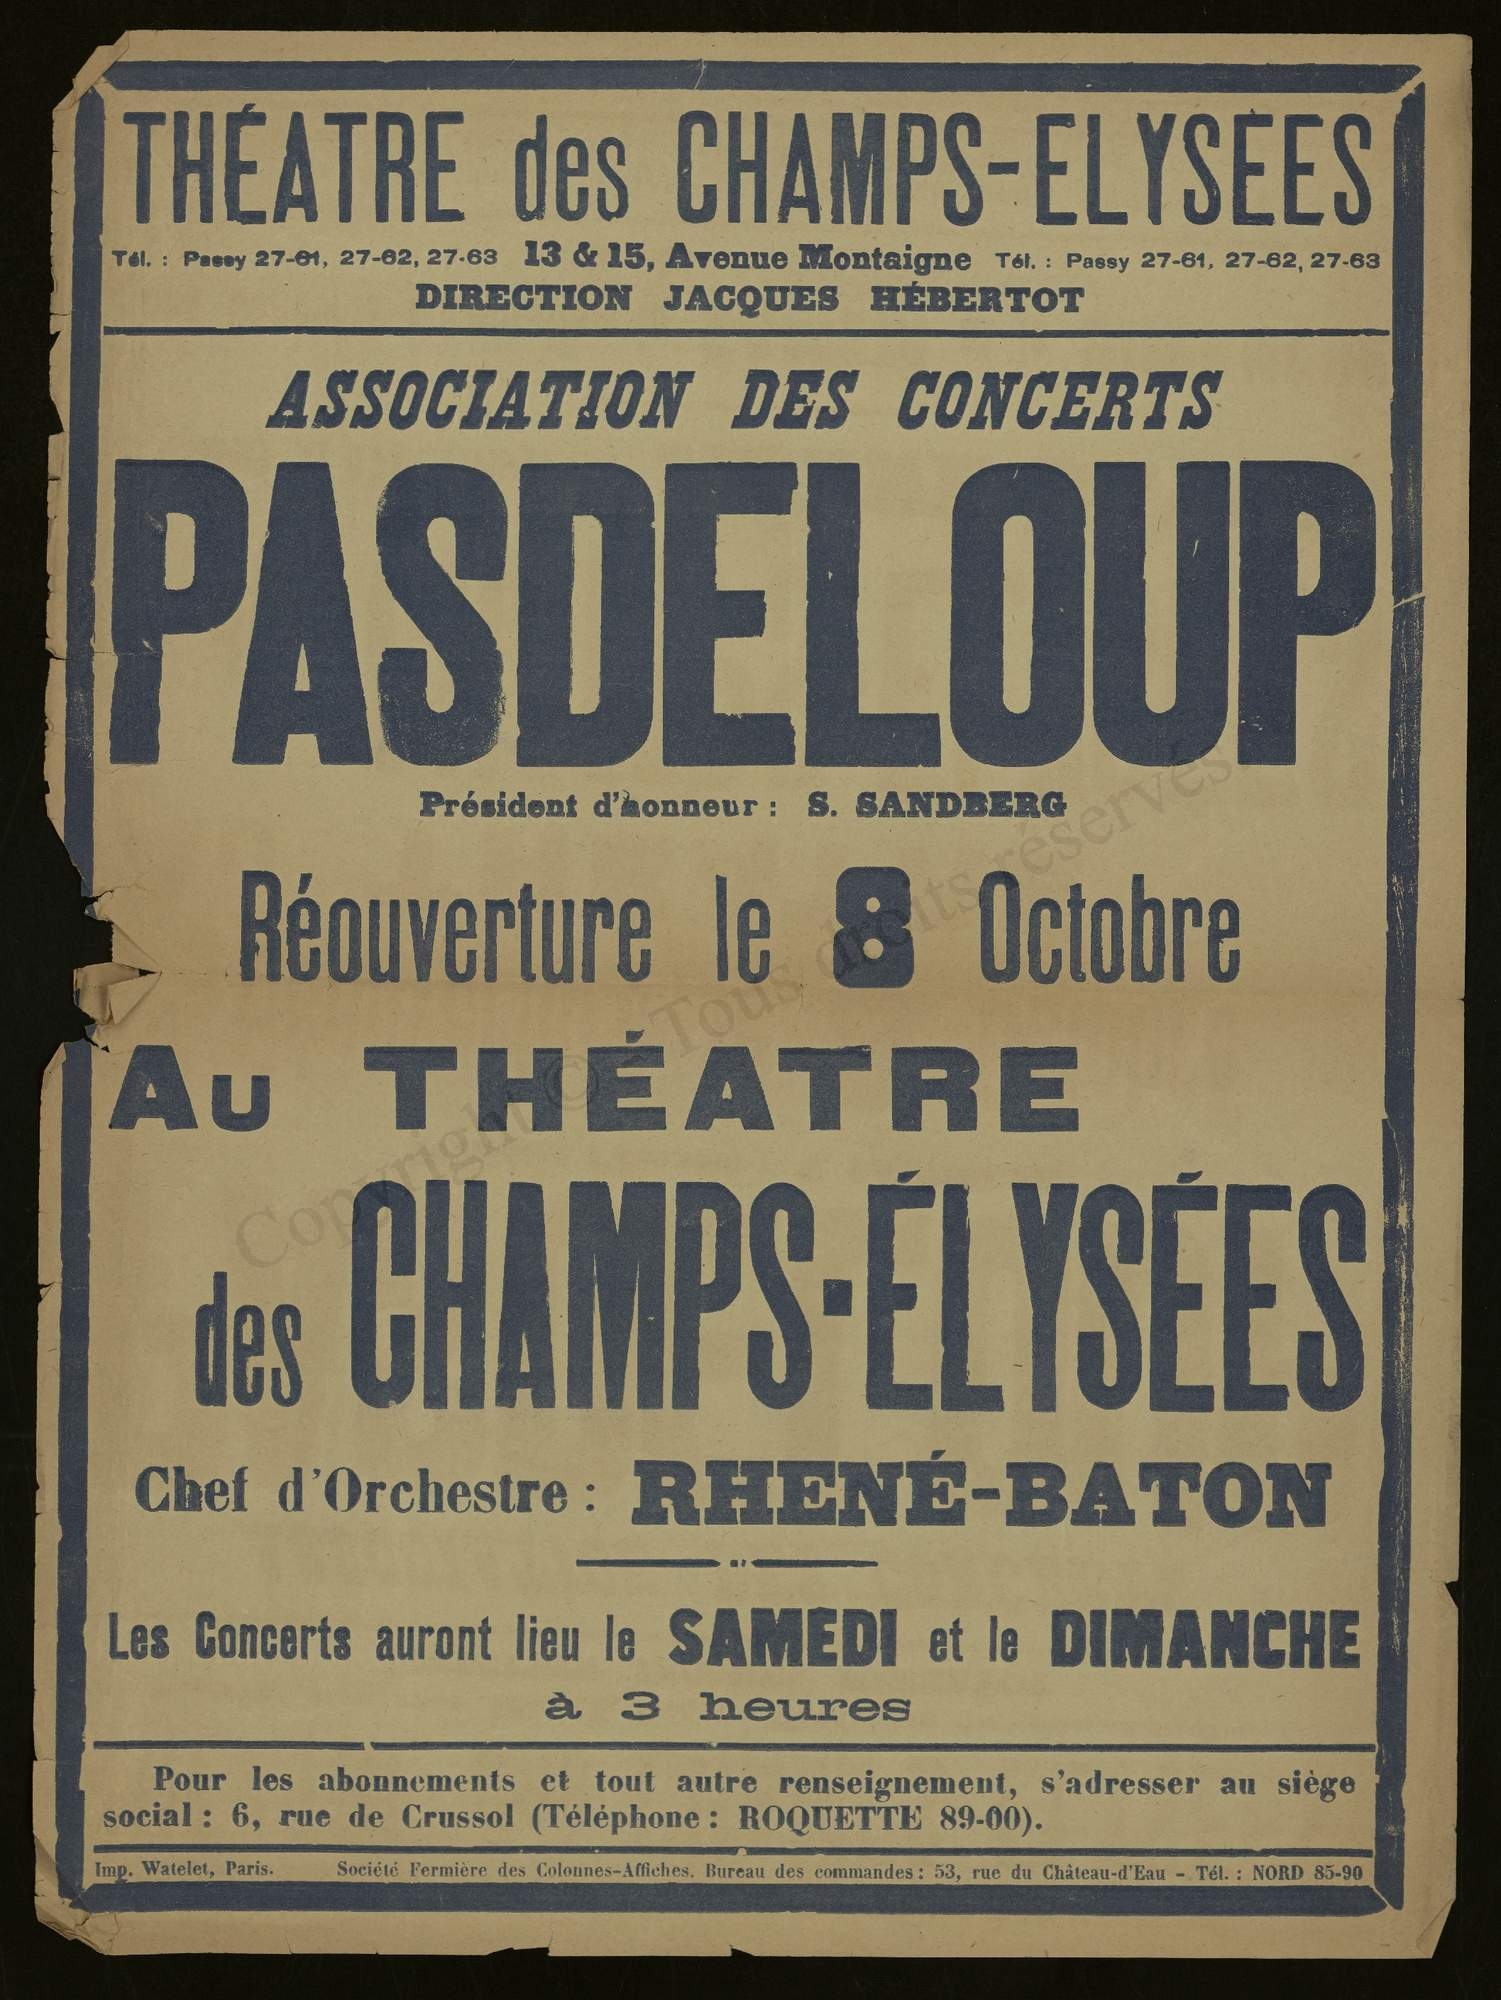 THÉATRE des CHAMPS-ELYSÉES
Tél. : Passy 27-61, 27-62, 27-63 13 & 15, Avenue Montaigne Tél. : Passy 27-61, 27-62, 27-63
DIRECTION JACQUES HÉBERTOT
ASSOCIATION DES CONCERTS
PASDELOUP
Président d'honneur : S. SANDBERG
Réouverture le 8 Octobre
AU THÉATRE
des CHAMPS-ÉLYSÉES
Chef d'Orchestre : RHENÉ-BATON
Les Concerts auront lieu le SAMEDI et le DIMANCHE
à 3 heures
Pour les abonnements et tout autre renseignement, s'adresser au siège
social : 6, rue de Crussol (Téléphone : ROQUETTE 89-00).
Imp. Watelet, Paris. Société Fermière des Colonnes-Affiches. Bureau des commandes : 53, rue du Château-d'Eau - Tél. : NORD 85-90
Copyright © - Tous droits réservés.